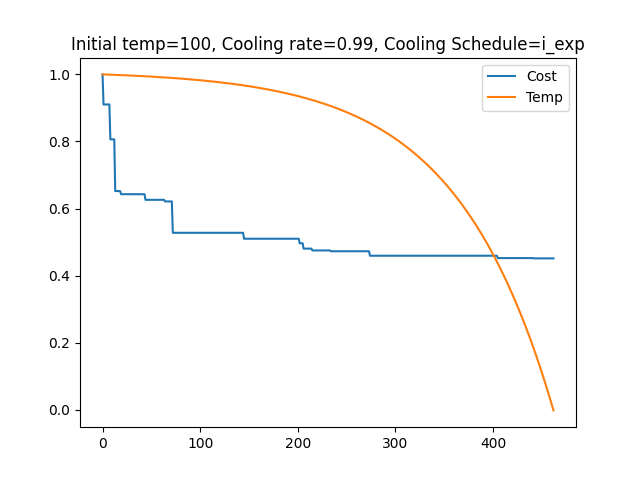 Initial temp=100, Cooling rate=0.99, Cooling Schedule=i_exp
Cost
Temp
1.0
0.8
0.6
0.4
0.2
0.0
0 100 200 300 400